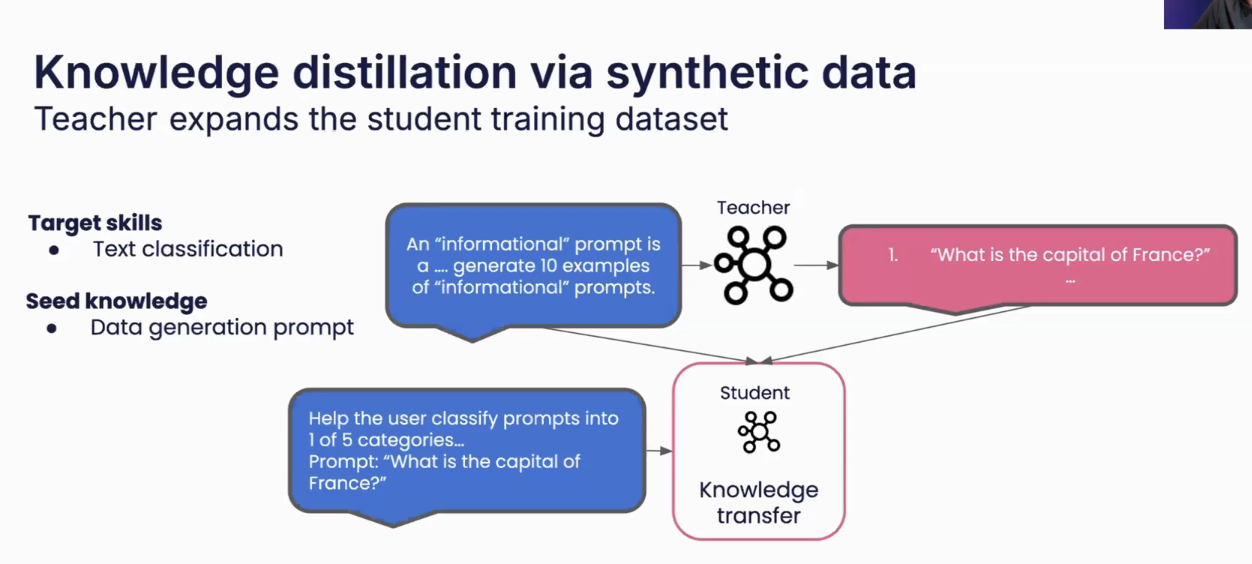 Knowledge distillation via synthetic data
Teacher expands the student training dataset
Target skills
● Text classification
Seed knowledge
● Data generation prompt
An “informational” prompt is
a .... generate 10 examples
of “informational” prompts.
Teacher
1. “What is the capital of France?”
...
Help the user classify prompts into
1 of 5 categories...
Prompt: “What is the capital of
France?”
Student
Knowledge
transfer